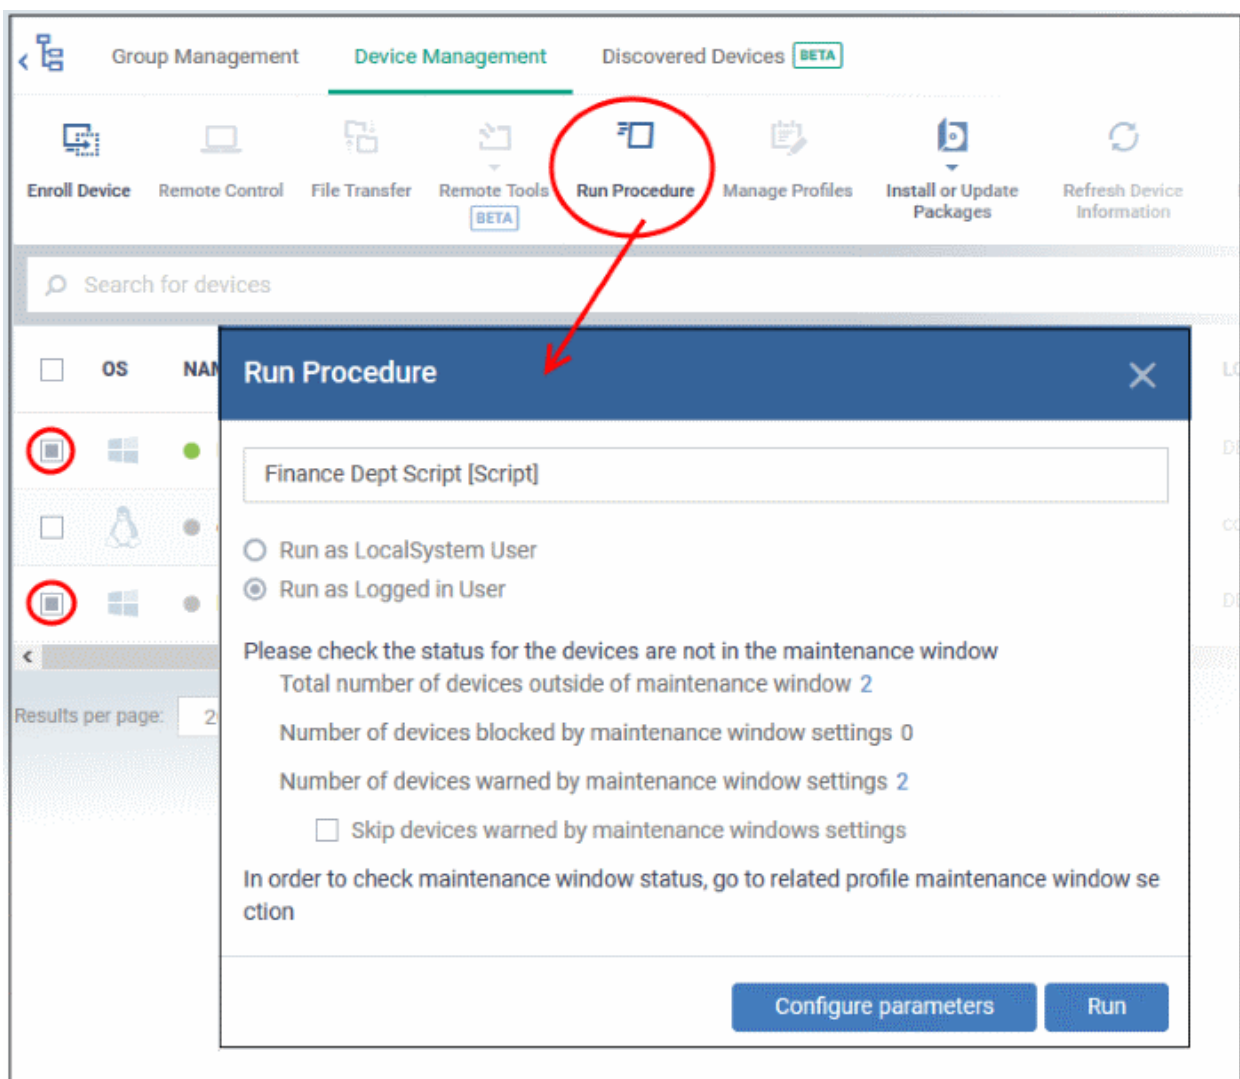 Group Management Device Management Discovered Devices BETA
Enroll Device Remote Control File Transfer Remote Tools Run Procedure Manage Profiles Install or Update Refresh Device
BETA Packages Information
Search for devices
OS NAM LO
Run Procedure
DE
Finance Dept Script [Script]
CO
Run as LocalSystem User
Run as Logged in User
DE
Please check the status for the devices are not in the maintenance window
Total number of devices outside of maintenance window 2
Results per page: 2
Number of devices blocked by maintenance window settings 0
Number of devices warned by maintenance window settings 2
Skip devices warned by maintenance windows settings
In order to check maintenance window status, go to related profile maintenance window se
ction
Configure parameters Run